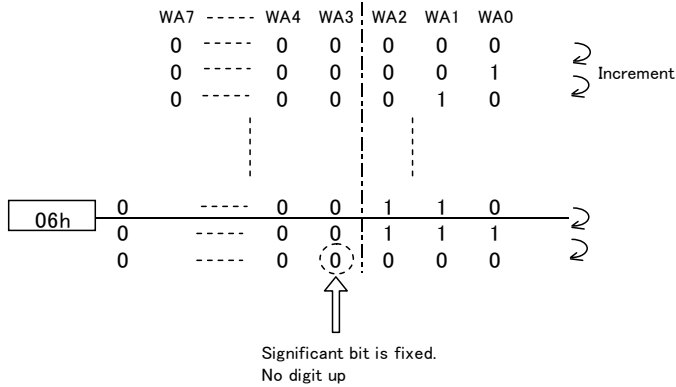 WA7 ----- WA4 WA3 WA2 WA1 WA0
0 ----- 0 0 0 0 0
0 ----- 0 0 0 0 1
Increment
0 ----- 0 0 0 1 0
06h
0 ----- 0 0 1 1 0
0 ----- 0 0 1 1 1
0 ----- 0 0 0 0 0
Significant bit is fixed.
No digit up